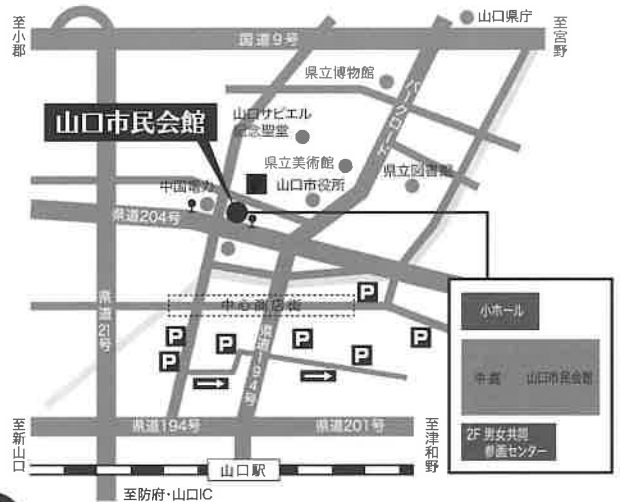 至小郡
国道9号
山口県庁
至宮野
県立博物館
パークロード
山口サビエル
記念聖堂
山口市民会館
県立美術館
県立図書館
中国電力
山口市役所
県道204号
小ホール
県道21号
中心商店街
P
P
P
P
P
P
P
中庭
山口市民会館
県道194号
2F 男女共同
参画センター
至新山口
県道194号
県道201号
至津和野
山口駅
至防府・山口IC